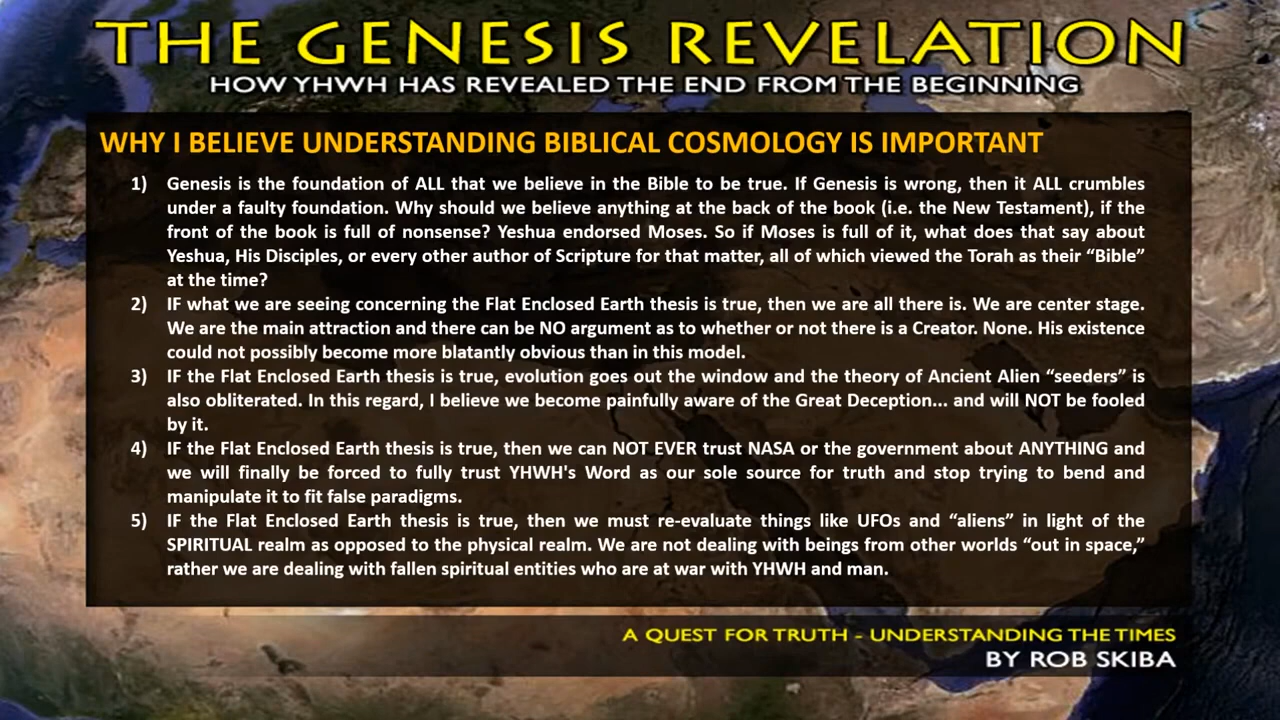 THE GENESIS REVELATION
HOW YHWH HAS REVEALED THE END FROM THE BEGINNING
WHY I BELIEVE UNDERSTANDING BIBLICAL COSMOLOGY IS IMPORTANT
1) Genesis is the foundation of ALL that we believe in the Bible to be true. If Genesis is wrong, then it ALL crumbles
under a faulty foundation. Why should we believe anything at the back of the book (i.e. the New Testament), if the
front of the book is full of nonsense? Yeshua endorsed Moses. So if Moses is full of it, what does that say about
Yeshua, His Disciples, or every other author of Scripture for that matter, all of which viewed the Torah as their “Bible”
at the time?
2) IF what we are seeing concerning the Flat Enclosed Earth thesis is true, then we are all there is. We are center stage.
We are the main attraction and there can be NO argument as to whether or not there is a Creator. None. His existence
could not possibly become more blatantly obvious than in this model.
3) IF the Flat Enclosed Earth thesis is true, evolution goes out the window and the theory of Ancient Alien “seeders” is
also obliterated. In this regard, I believe we become painfully aware of the Great Deception... and will NOT be fooled
by it.
4) IF the Flat Enclosed Earth thesis is true, then we can NOT EVER trust NASA or the government about ANYTHING and
we will finally be forced to fully trust YHWH's Word as our sole source for truth and stop trying to bend and
manipulate it to fit false paradigms.
5) IF the Flat Enclosed Earth thesis is true, then we must re-evaluate things like UFOs and “aliens” in light of the
SPIRITUAL realm as opposed to the physical realm. We are not dealing with beings from other worlds “out in space,”
rather we are dealing with fallen spiritual entities who are at war with YHWH and man.
A QUEST FOR TRUTH - UNDERSTANDING THE TIMES
BY ROB SKIBA